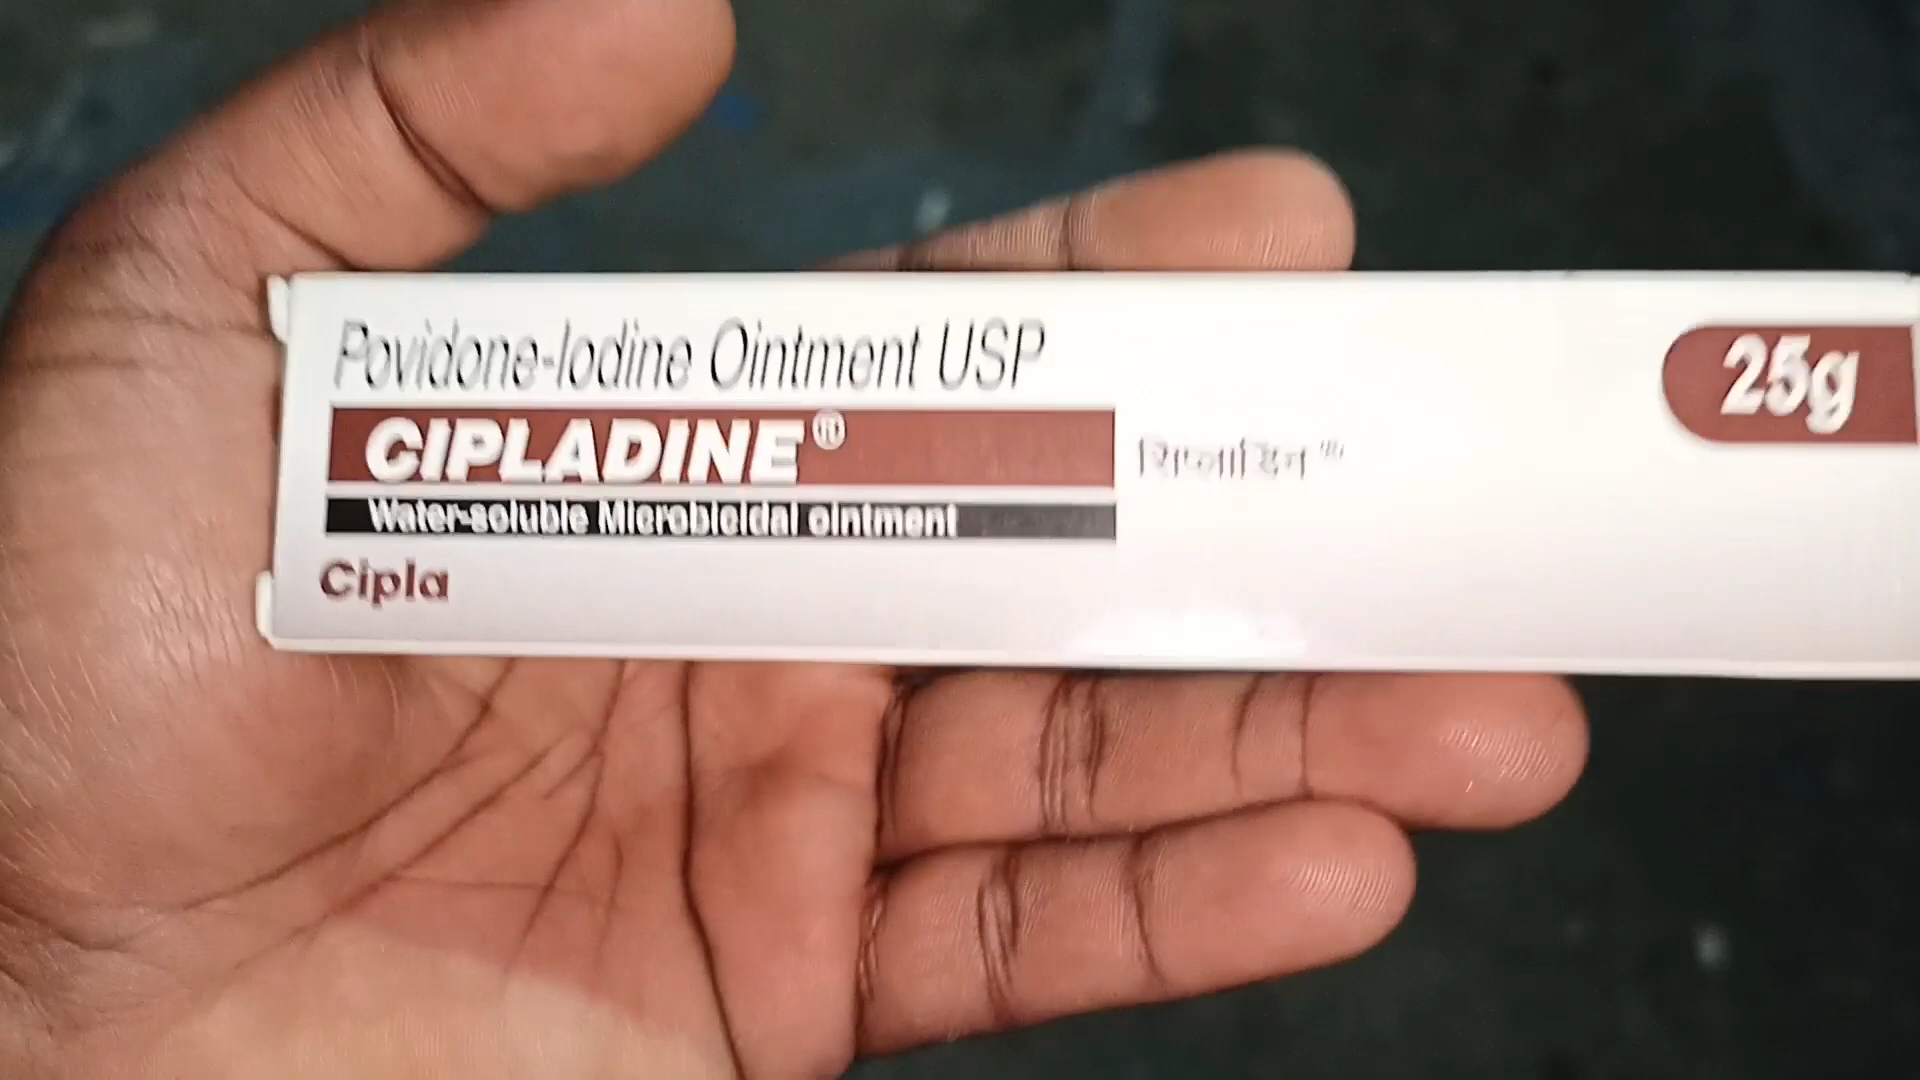 Povidone-Iodine Ointment USP
25g
CIPLADINE®
सिप्लाडिन
Water-soluble Microbicidal ointment
Cipla